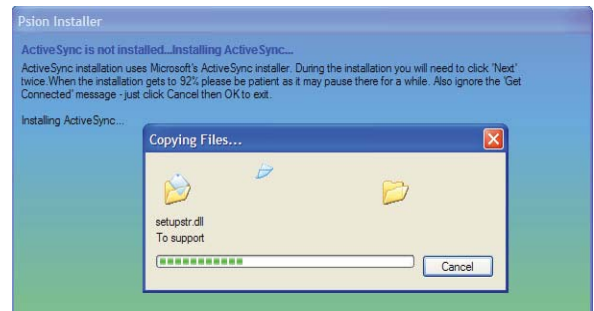 Psion Installer
ActiveSync is not installed...Installing ActiveSync...
ActiveSync installation uses Microsoft's ActiveSync installer. During the installation you will need to click 'Next'
twice.When the installation gets to 92% please be patient as it may pause there for a while. Also ignore the 'Get
Connected' message - just click Cancel then OK to exit.
Installing ActiveSync...
Copying Files...
setupstr.dll
To support
Cancel